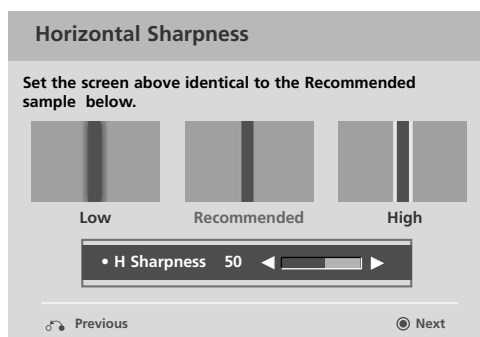 Horizontal Sharpness
Set the screen above identical to the Recommended
sample below.
Low Recommended High
• H Sharpness 50
Previous Next